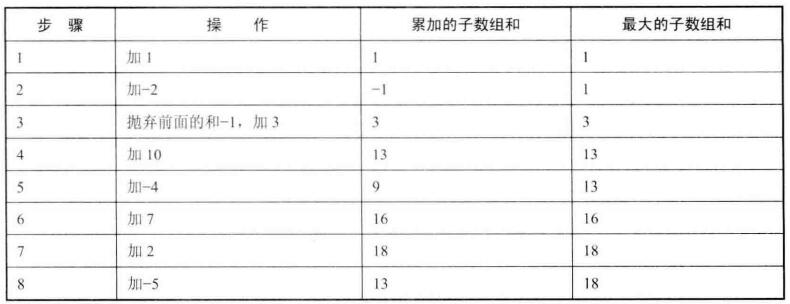 步 骤 操 作 累加的子数组和 最大的子数组和
1 加 1 1 1
2 加-2 -1 1
3 抛弃前面的和-1，加 3 3 3
4 加 10 13 13
5 加-4 9 13
6 加 7 16 16
7 加 2 18 18
8 加-5 13 18